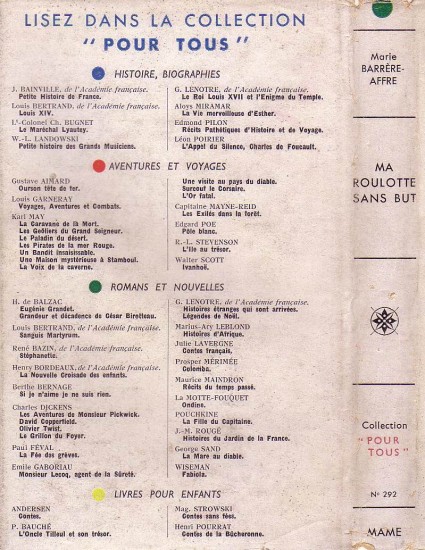 LISEZ DANS LA COLLECTION
"POUR TOUS"
HISTOIRE, BIOGRAPHIES
J. BAINVILLE, de l'Académie française.
Petite Histoire de France.
Louis BERTRAND, de l'Académie française.
Louis XIV.
Lt-Colonel Ch. BUGNET
Le Maréchal Lyautey.
W.-L. LANDOWSKI
Petite histoire des Grands Musiciens.
G. LENOTRE, de l'Académie française.
Le Roi Louis XVII et l'Enigme du Temple.
Aloys MIRAMAR
La Vie merveilleuse d'Esther.
Edmond PILON
Récits Pathétiques d'Histoire et de Voyage.
Léon POIRIER
L'Appel du Silence, Charles de Foucault.
AVENTURES ET VOYAGES
Gustave AIMARD
Ourson tête de fer.
Louis GARNERAY
Voyages, Aventures et Combats.
Karl MAY
La Caravane de la Mort.
Les Geôliers du Grand Seigneur.
Le Paladin du désert.
Les Pirates de la mer Rouge.
Un Bandit insaisissable.
Une Maison mystérieuse à Stamboul.
La Voix de la caverne.
Une visite au pays du diable.
Surcouf le Corsaire.
L'Or fatal.
Capitaine MAYNE-REID
Les Exilés dans la forêt.
Edgard POE
Pôle blanc.
R.-L. STEVENSON
L'Ile au trésor.
Walter SCOTT
Ivanhoë.
ROMANS ET NOUVELLES
H. de BALZAC
Eugénie Grandet.
Grandeur et décadence de César Birotteau.
Louis BERTRAND, de l'Académie française.
Sanguis Martyrum.
René BAZIN, de l'Académie française.
Stéphanette.
Henry BORDEAUX, de l'Académie française.
La Nouvelle Croisade des enfants.
Berthe BERNAGE
Si je n'aime je ne suis rien.
Charles DICKENS
Les Aventures de Monsieur Pickwick.
David Copperfield.
Olivier Twist.
Le Grillon du Foyer.
Paul FÉVAL
La Fée des grèves.
Emile GABORIAU
Monsieur Lecoq, agent de la Sûreté.
G. LENOTRE, de l'Académie française.
Histoires étranges qui sont arrivées.
Légendes de Noël.
Marius-Ary LEBLOND
Histoires d'Afrique.
Julie LAVERGNE
Contes français.
Prosper MÉRIMÉE
Colomba.
Maurice MAINDRON
Récits du temps passé.
La MOTTE-FOUQUET
Ondine.
POUCHKINE
La Fille du Capitaine.
J.-M. ROUGÉ
Histoires du Jardin de la France.
George SAND
La Mare au diable.
WISEMAN
Fabiola.
LIVRES POUR ENFANTS
ANDERSEN
Contes.
P. BAUCHÉ
L'Oncle Tilleul et son trésor.
Mag. STROWSKI
Contes sans fées.
Henri POURRAT
Contes de la Bûcheronne.
Marie
BARRÈRE-
AFFRE
MA
ROULOTTE
SANS BUT
Collection
"POUR
TOUS"
N° 292
MAME